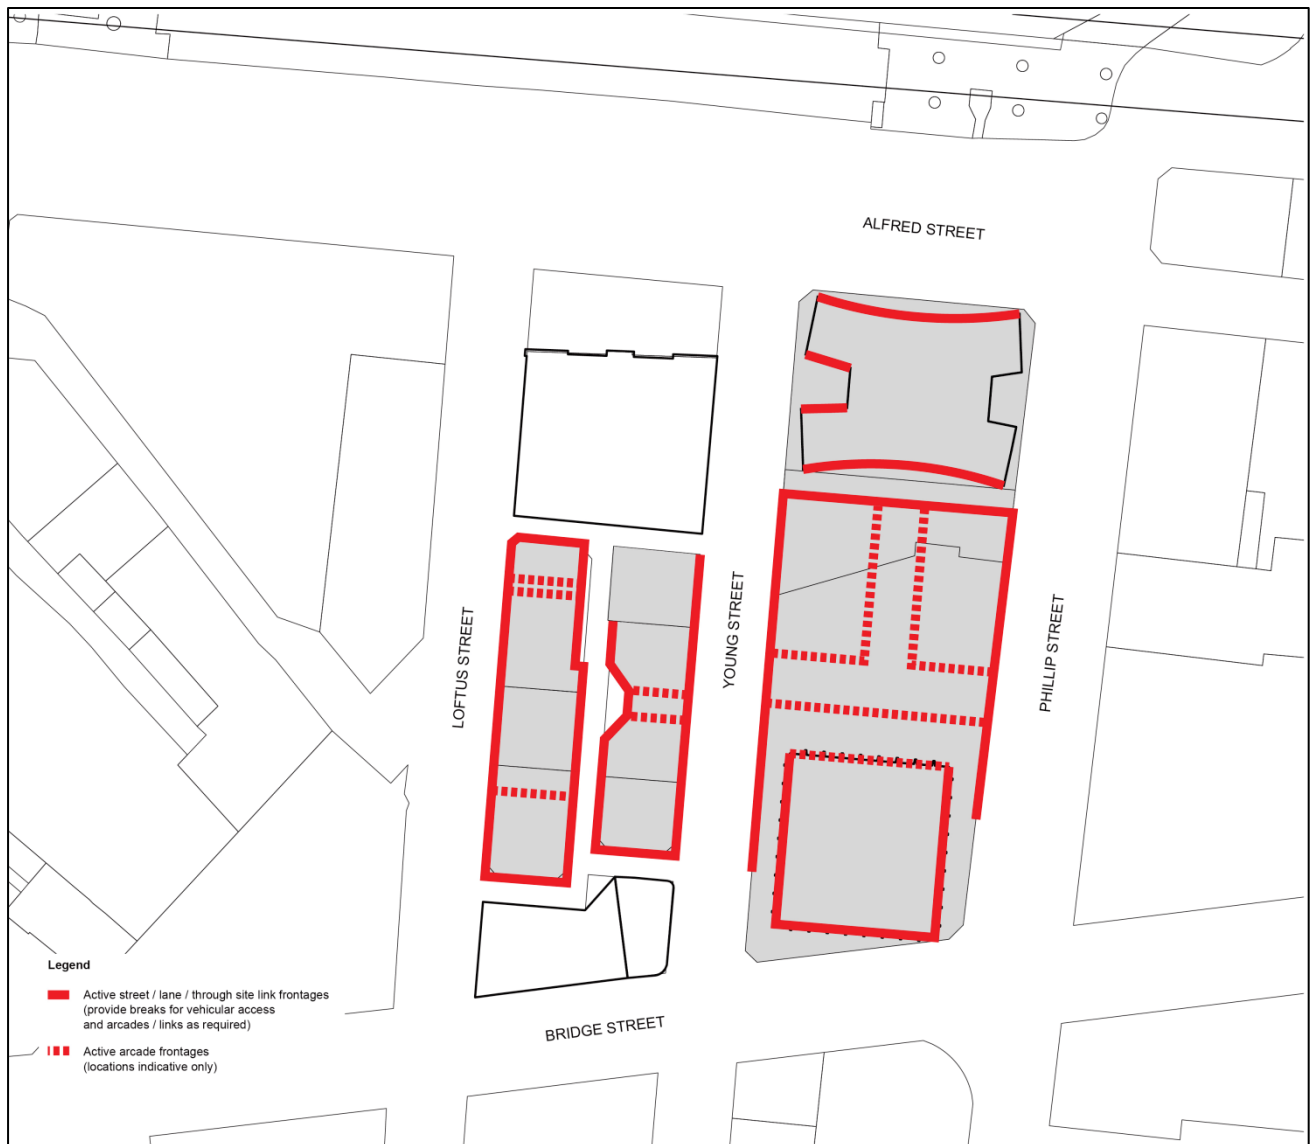 ALFRED STREET
LOFTUS STREET
YOUNG STREET
PHILLIP STREET
BRIDGE STREET
Legend
Active street / lane / through site link frontages
(provide breaks for vehicular access
and arcades / links as required)
Active arcade frontages
(locations indicative only)